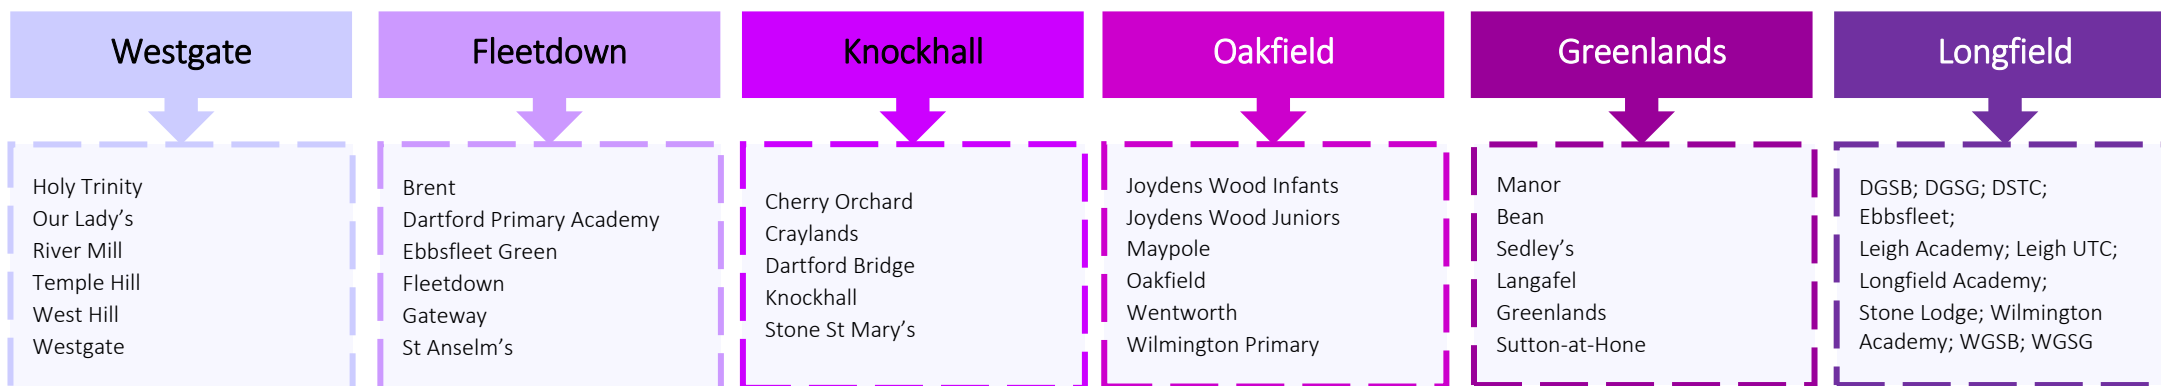 Westgate
Holy Trinity
Our Lady’s
River Mill
Temple Hill
West Hill
Westgate
Fleetdown
Brent
Dartford Primary Academy
Ebbsfleet Green
Fleetdown
Gateway
St Anselm’s
Knockhall
Cherry Orchard
Craylands
Dartford Bridge
Knockhall
Stone St Mary’s
Oakfield
Joydens Wood Infants
Joydens Wood Juniors
Maypole
Oakfield
Wentworth
Wilmington Primary
Greenlands
Manor
Bean
Sedley’s
Langafel
Greenlands
Sutton-at-Hone
Longfield
DGSB; DGSG; DSTC;
Ebbsfleet;
Leigh Academy; Leigh UTC;
Longfield Academy;
Stone Lodge; Wilmington
Academy; WGSB; WGSG